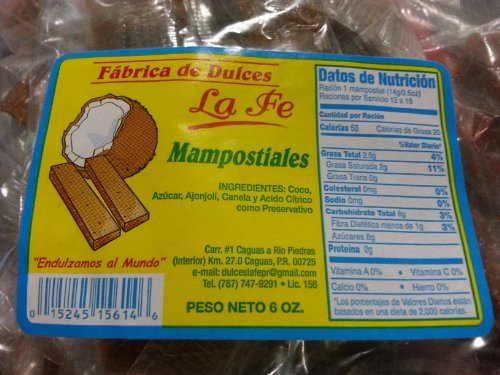 Fábrica de Dulces
La Fe
Mampostiales
INGREDIENTES: Coco,
Azúcar, Ajonjoli, Canela y Acido Cítrico
como Preservativo
"Endulzamos al Mundo"
Carr. #1 Caguas a Rio Piedras
(Interior) Km. 27.0 Caguas, P.R. 00725
e-mail: dulceslafepr@gmail.com
Tel. (787) 747-9291 • Lic. 156
PESO NETO 6 OZ.
0 15245 15614 6
Datos de Nutrición
Ración 1 mampostial (14g/0.5oz)
Raciones por Servicio 12 a 18
Cantidad por Ración
Calorías 50 Calorías de Grasa 20
%Valor Diario*
Grasa Total 2.5g 4%
Grasa Saturada 2g 11%
Grasa Trans 0g
Colesterol 0mg 0%
Sodio 0mg 0%
Carbohidrato Total 8g 3%
Fibra Dietética menos de 1g 3%
Azúcares 8g
Proteína 0g
Vitamina A 0% • Vitamina C 0%
Calcio 0% • Hierro 0%
*Los porcentajes de Valores Diarios están
basados en una dieta de 2,000 calorías.